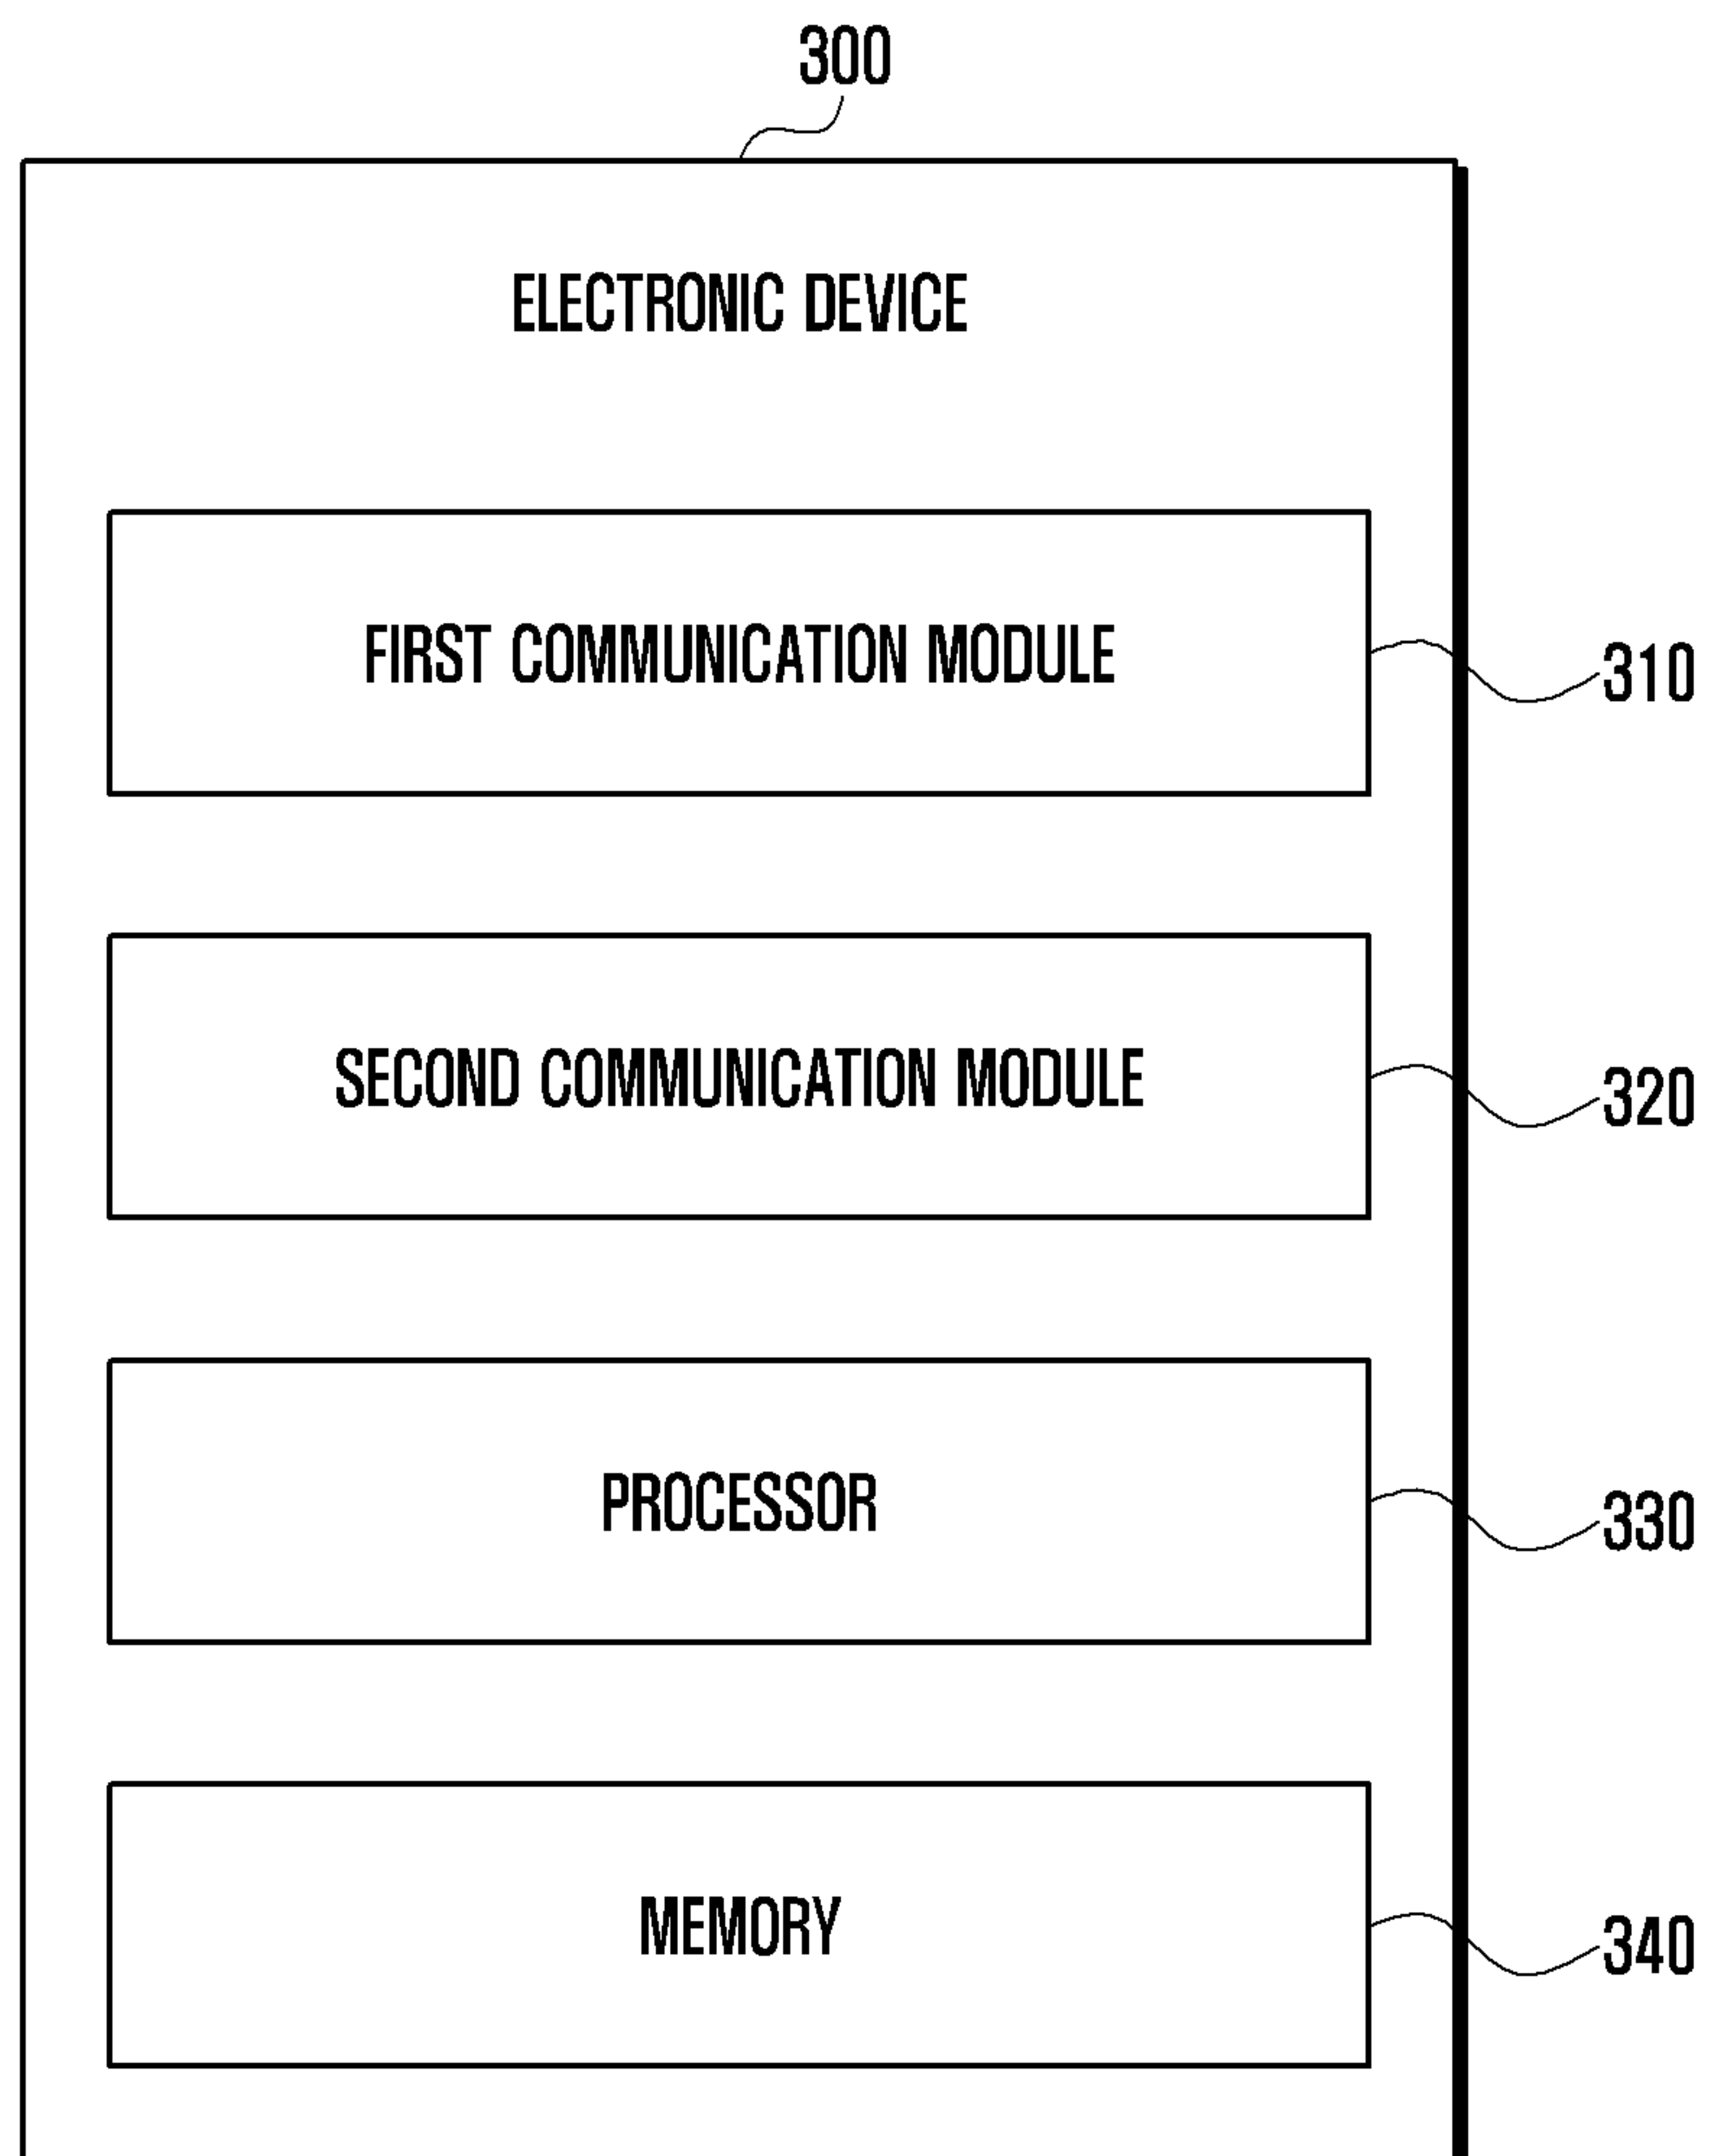 300
ELECTRONIC DEVICE
FIRST COMMUNICATION MODULE
310
SECOND COMMUNICATION MODULE
320
PROCESSOR
330
MEMORY
340